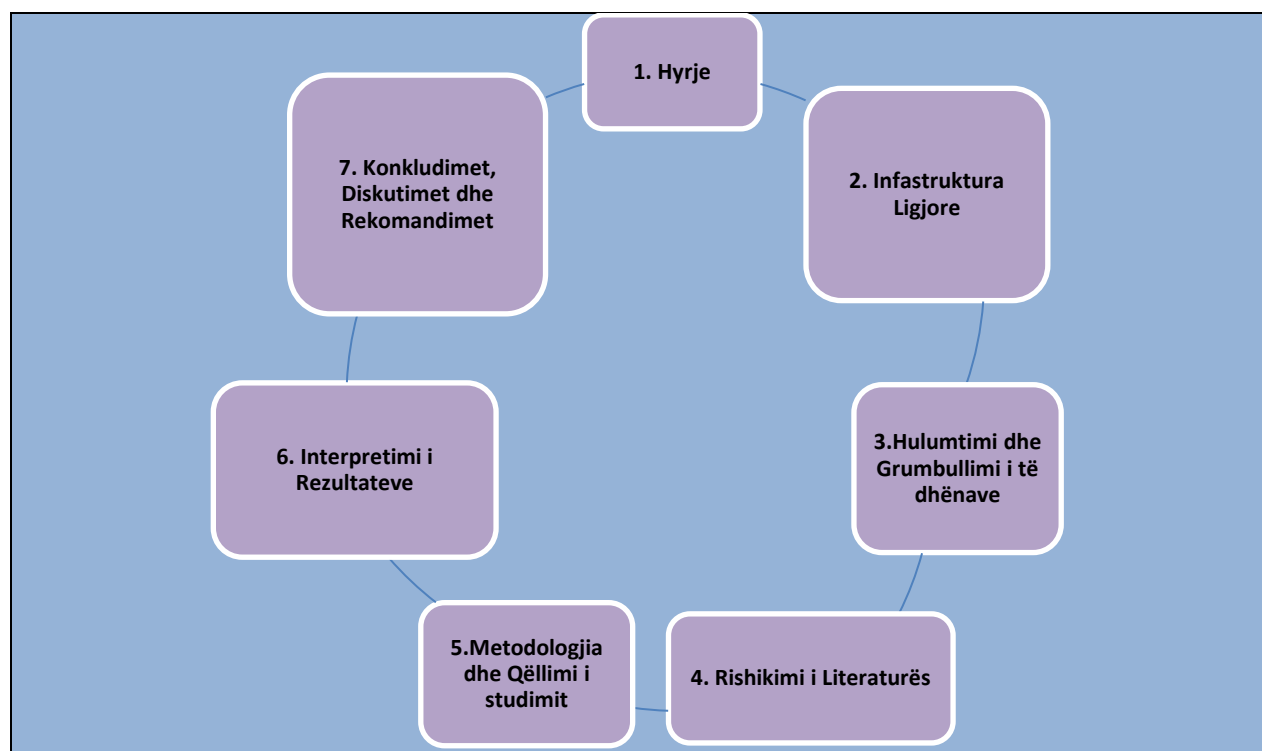 1. Hyrje
2. Infastruktura
Ligjore
3.Hulumtimi dhe
Grumbullimi i të
dhënave
4. Rishikimi i Literaturës
5.Metodologjia
dhe Qëllimi i
studimit
6. Interpretimi i
Rezultateve
7. Konkludimet,
Diskutimet dhe
Rekomandimet